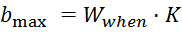 b_max = W_when · K